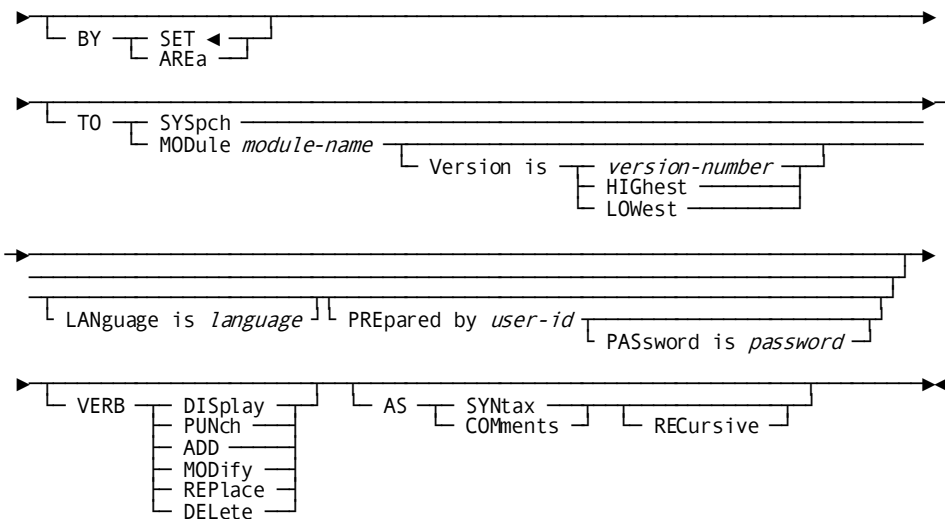 BY SET
AREa
TO SYSpch
MODule module-name
Version is version-number
HIGhest
LOWest
LANguage is language PREpared by user-id
PASsword is password
VERB DISplay AS SYNtax
PUNch COMments RECursive
ADD
MODify
REPlace
DELete